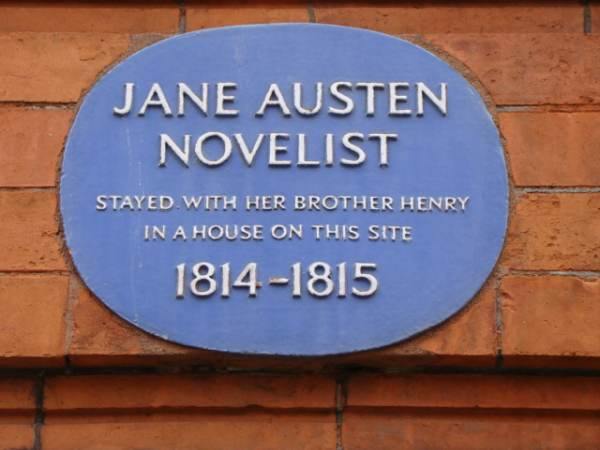 JANE AUSTEN
NOVELIST
STAYED WITH HER BROTHER HENRY
IN A HOUSE ON THIS SITE
1814-1815